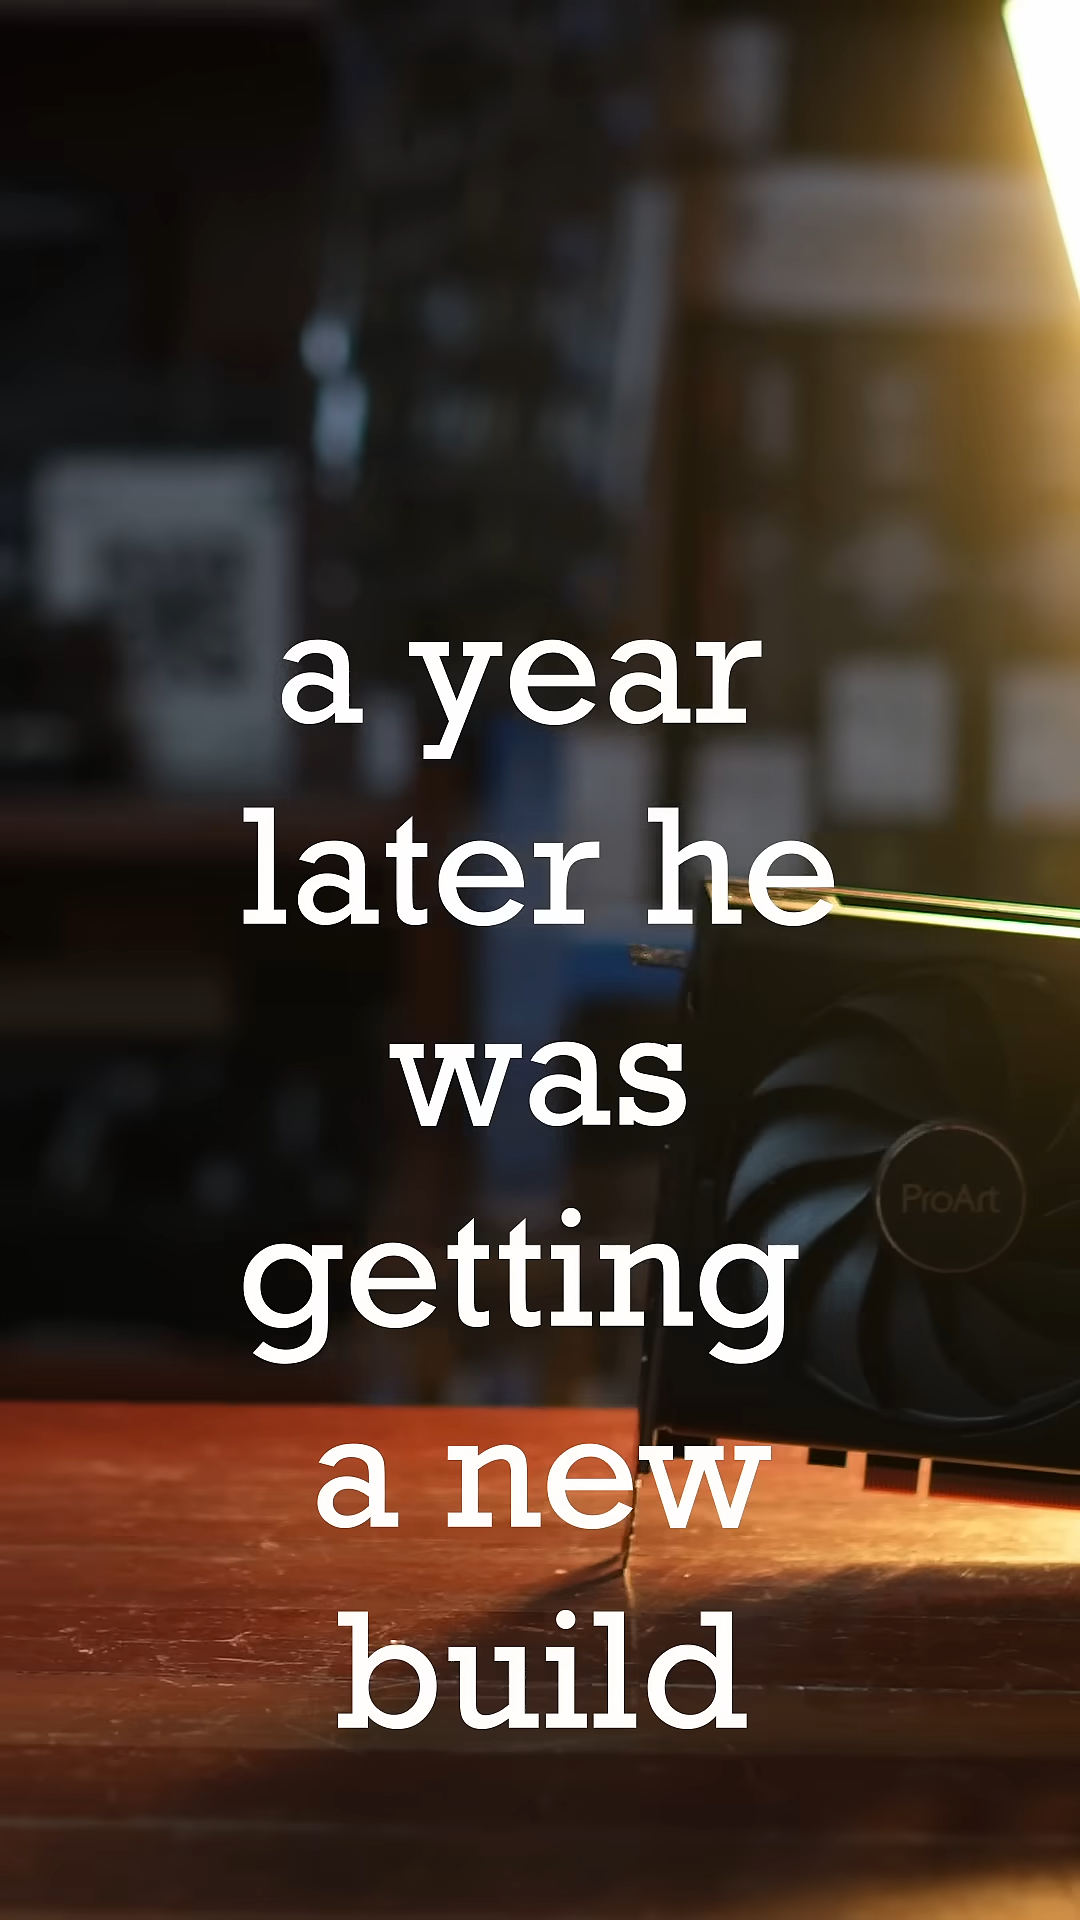 a year
later he
was
getting
a new
build
ProArt